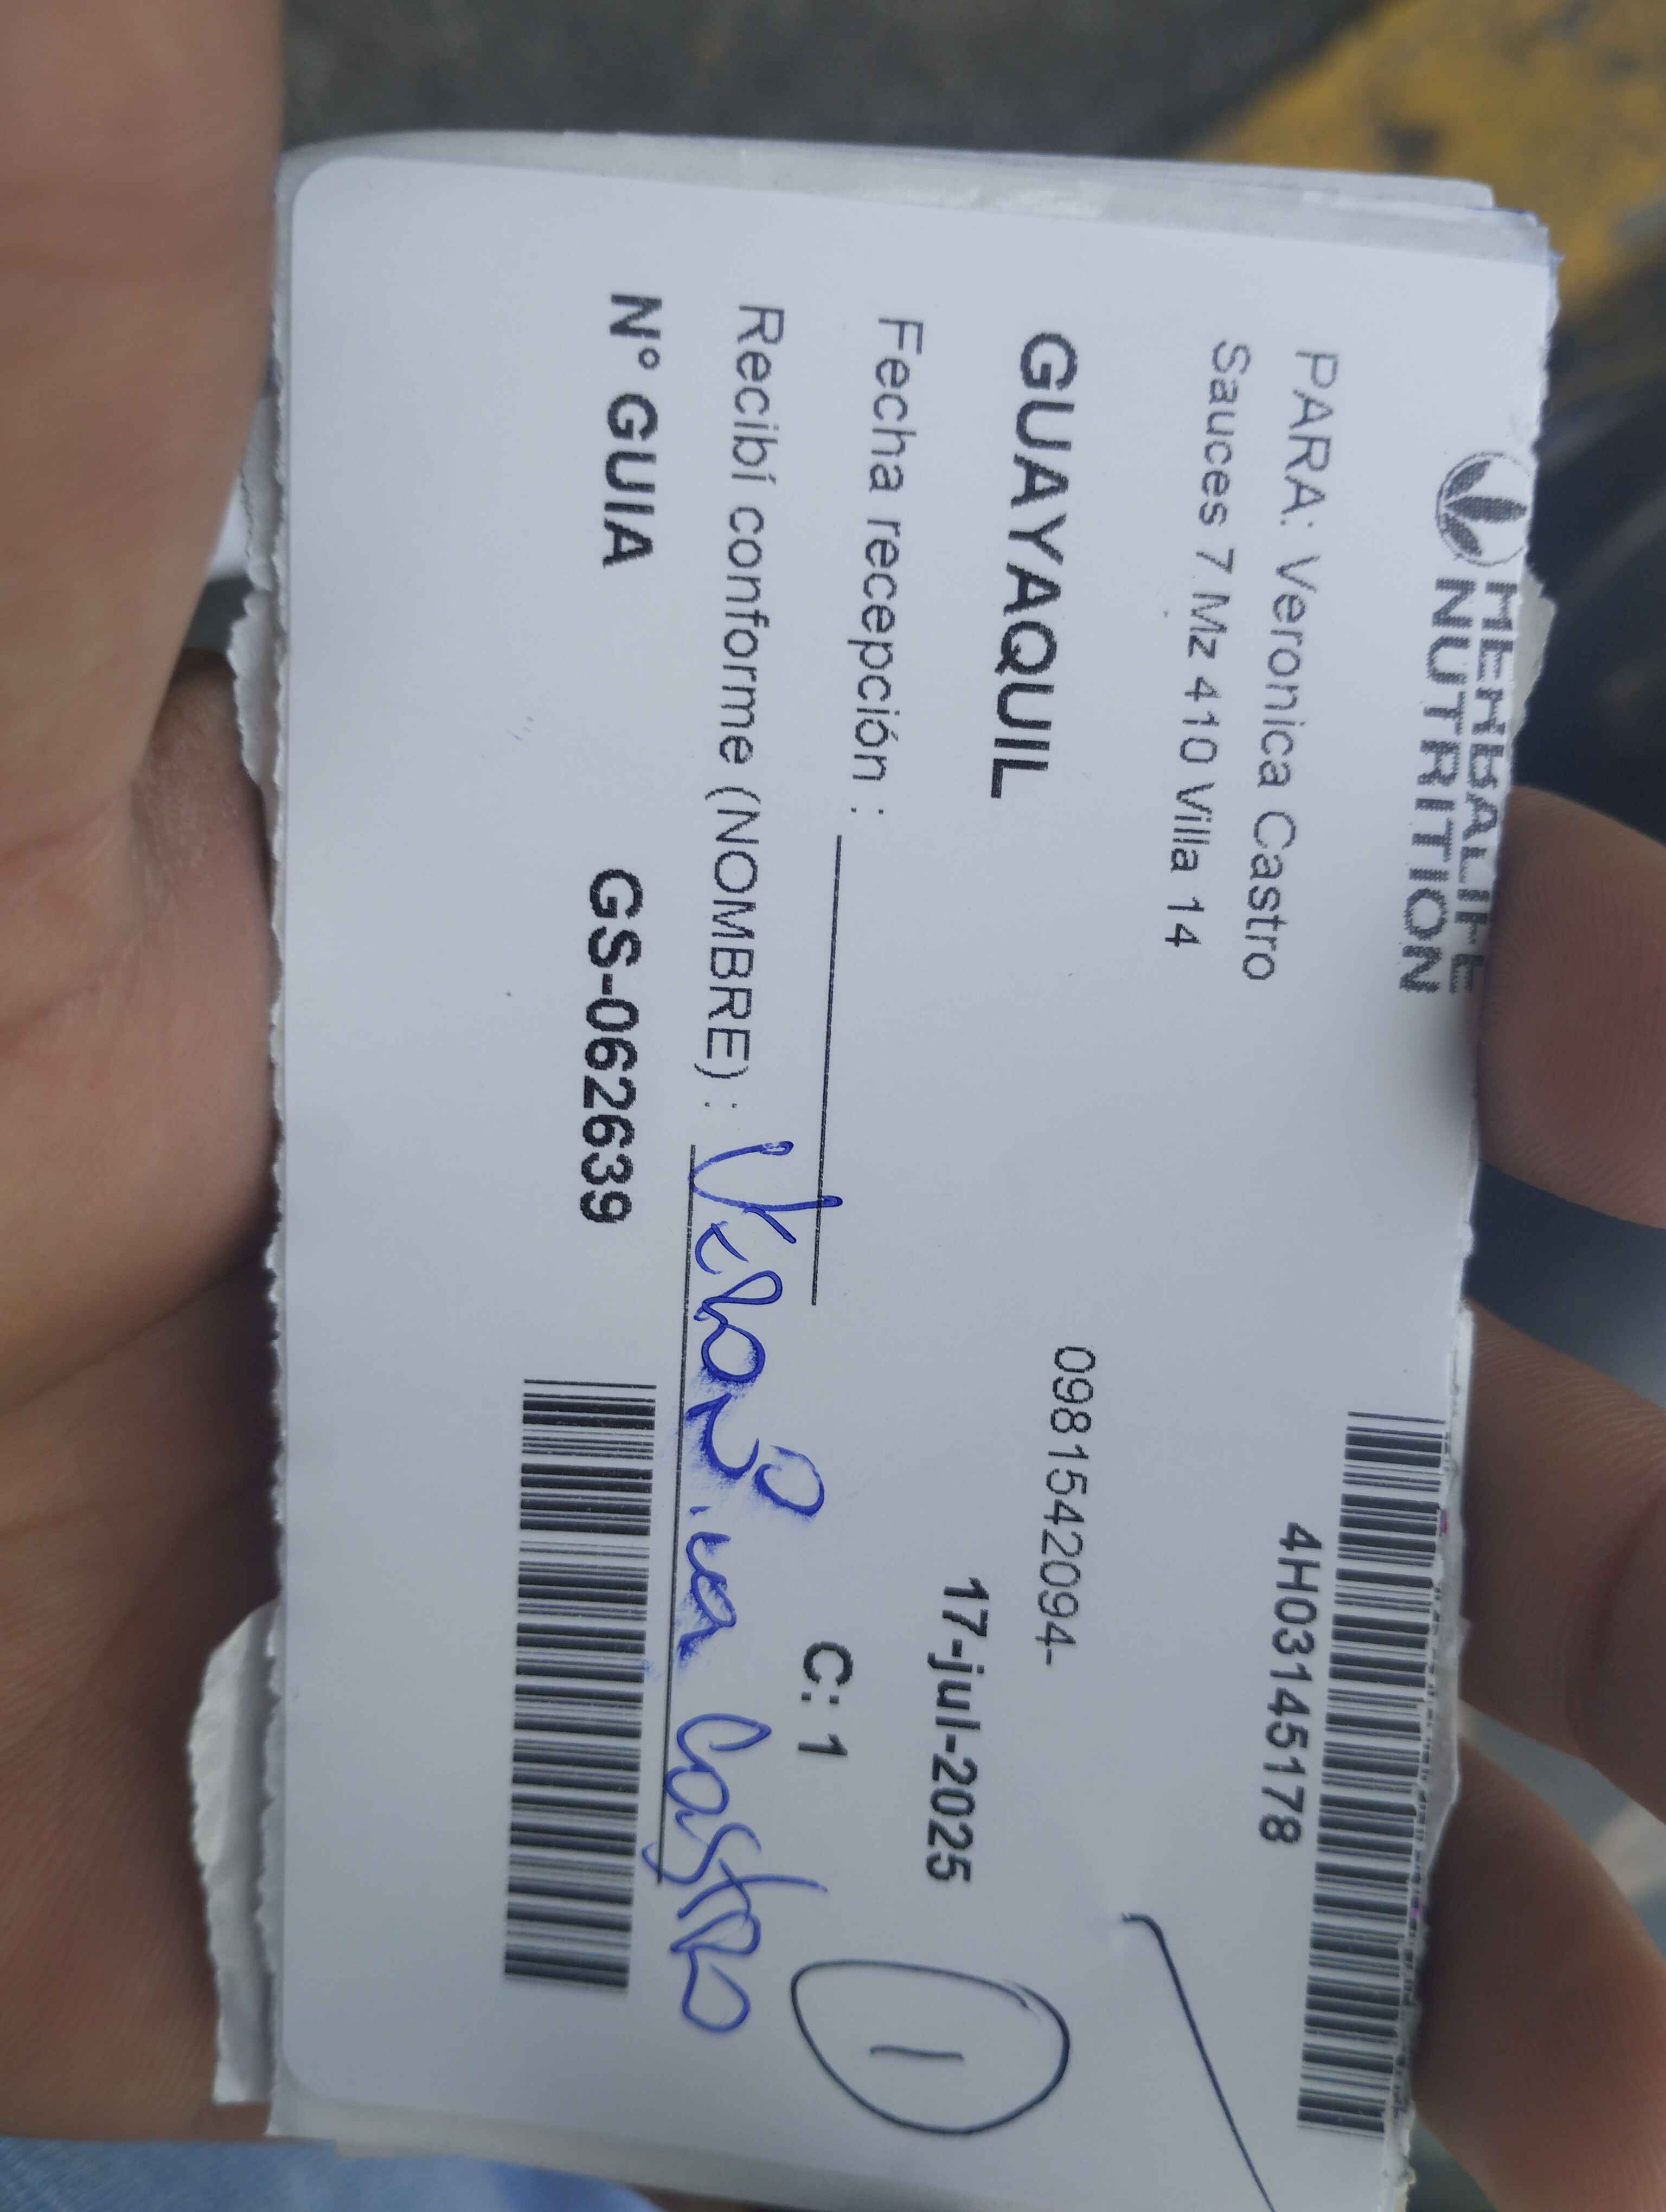 HERBALIFE
NUTRITION
4H03145178
PARA: Veronica Castro
Sauces 7 Mz 410 Villa 14
0981542094-
GUAYAQUIL
17-jul-2025
1
Fecha recepción :
C: 1
Recibí conforme (NOMBRE) : Veronica Castro
N° GUIA GS-062639